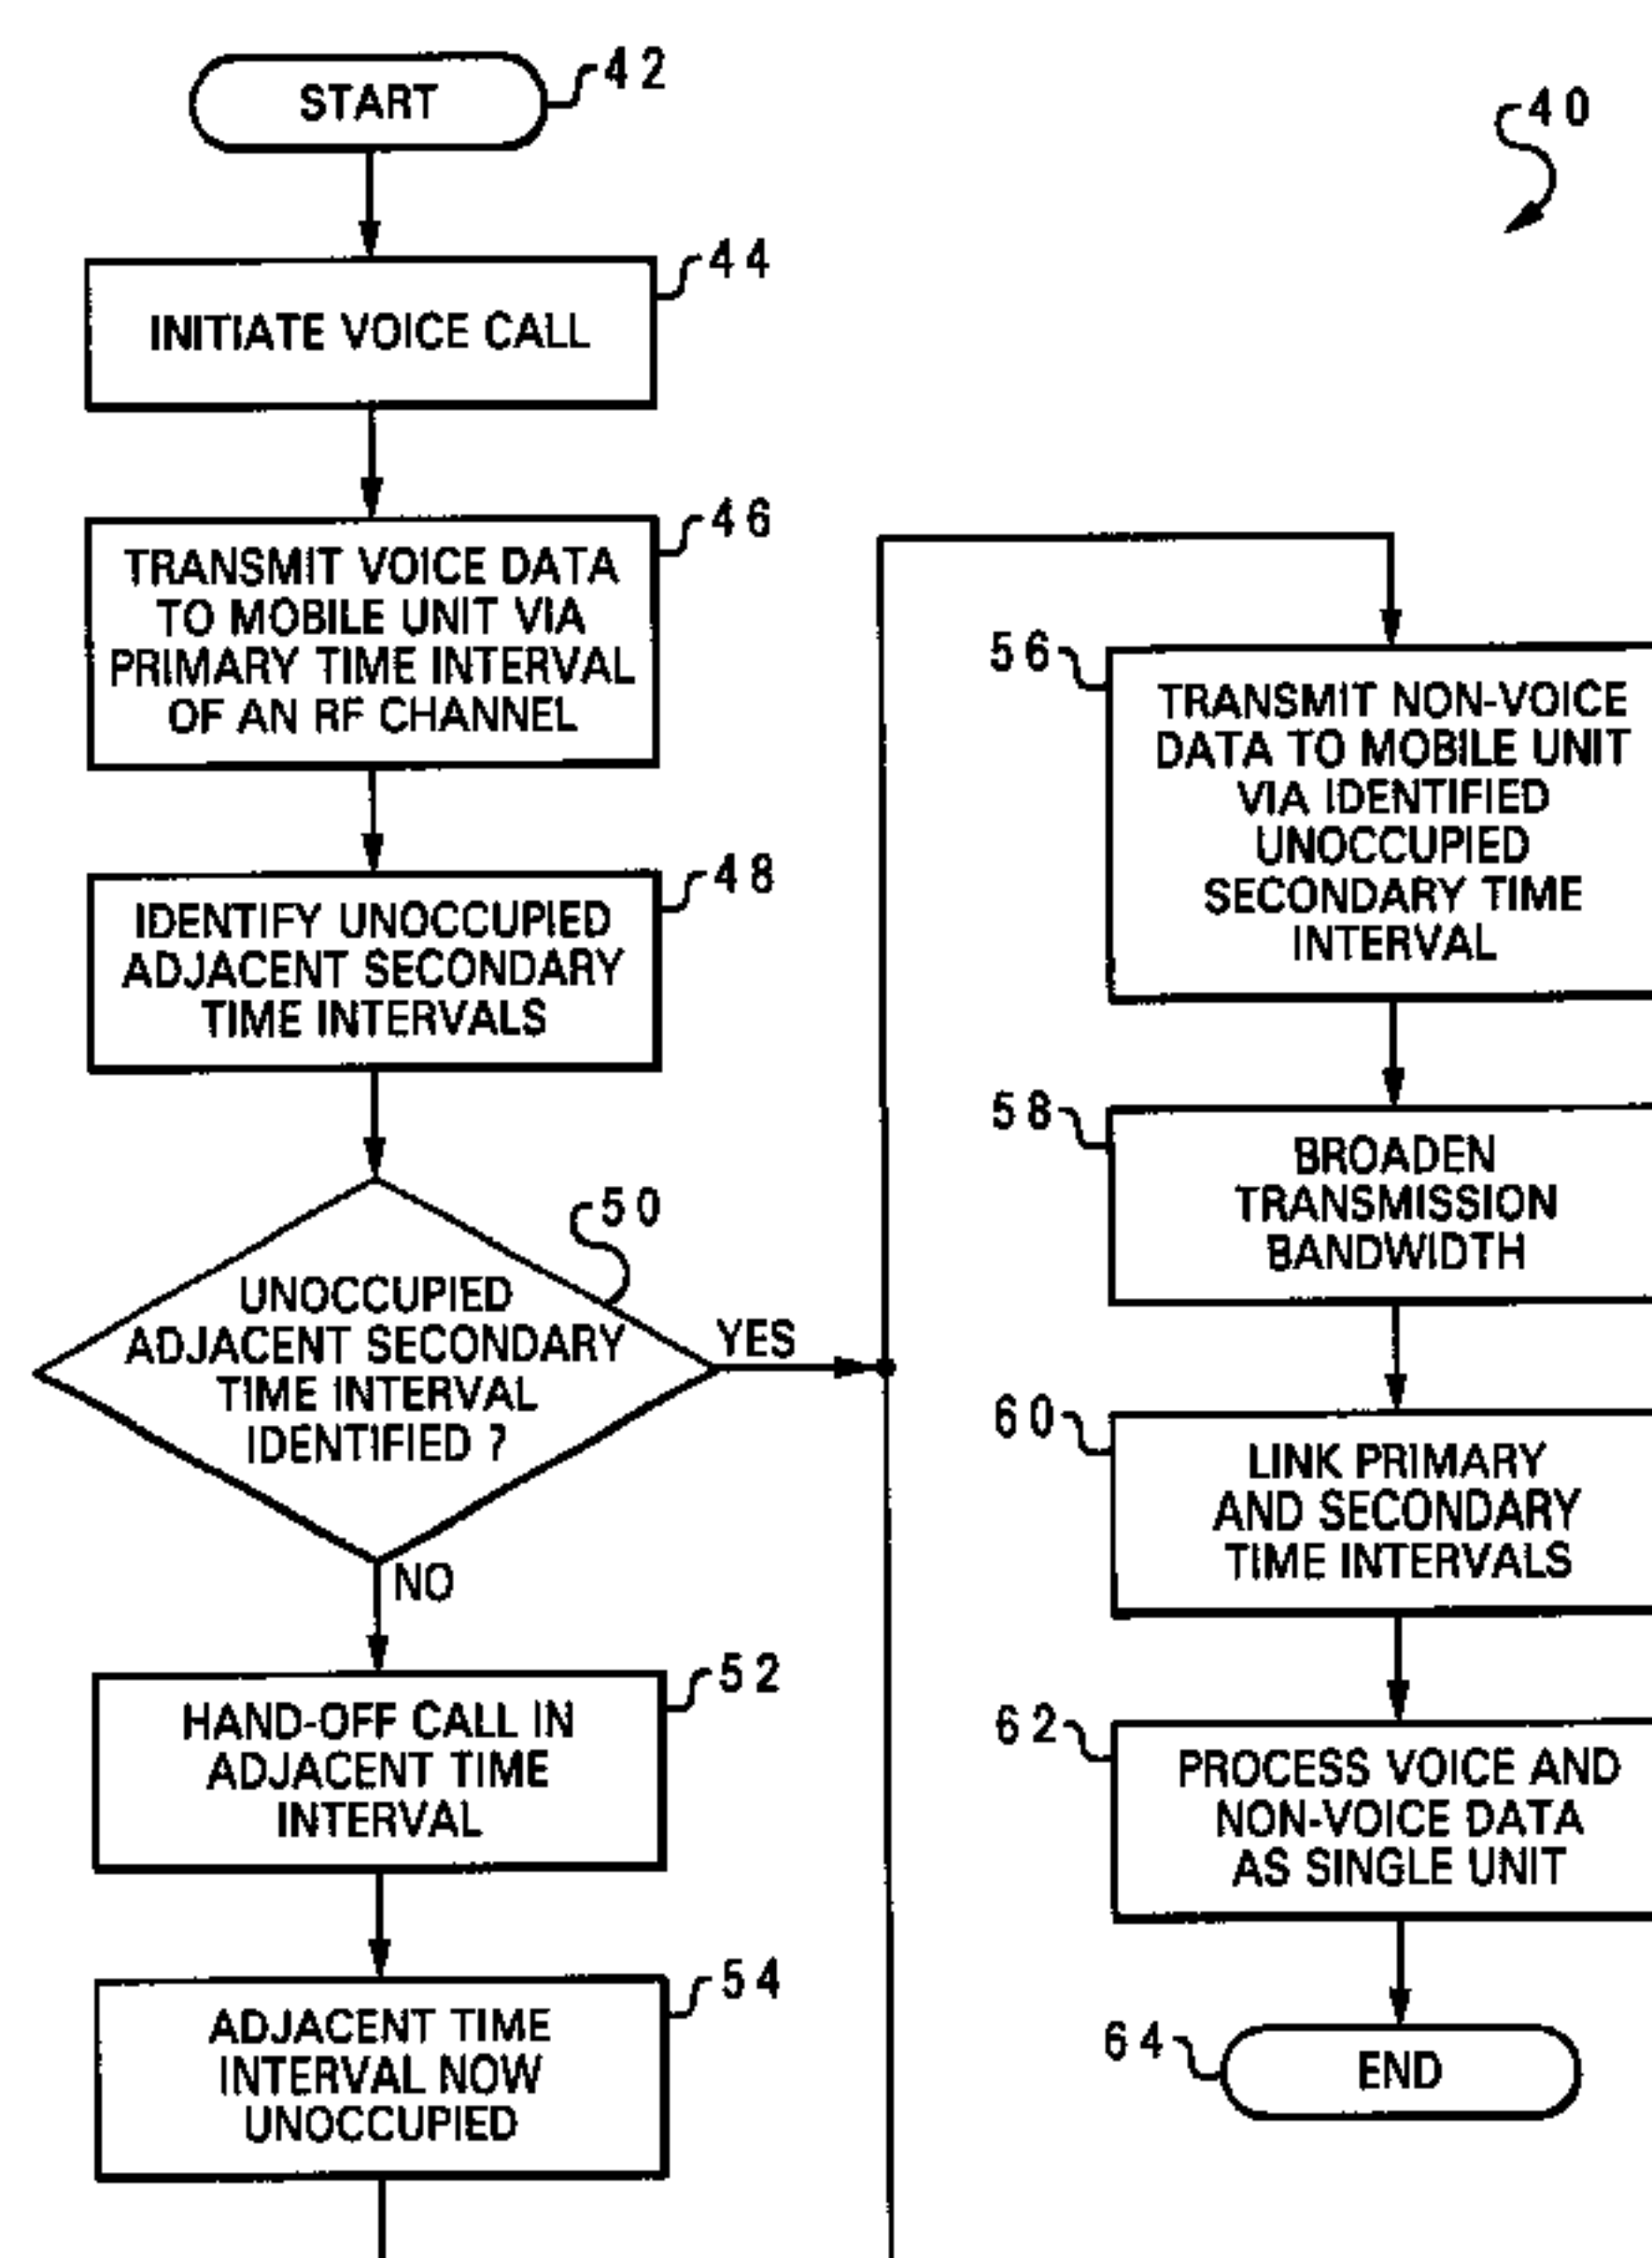 START
42
40
INITIATE VOICE CALL
44
TRANSMIT VOICE DATA
TO MOBILE UNIT VIA
PRIMARY TIME INTERVAL
OF AN RF CHANNEL
46
IDENTIFY UNOCCUPIED
ADJACENT SECONDARY
TIME INTERVALS
48
UNOCCUPIED
ADJACENT SECONDARY
TIME INTERVAL
IDENTIFIED ?
50
YES
NO
HAND-OFF CALL IN
ADJACENT TIME
INTERVAL
52
ADJACENT TIME
INTERVAL NOW
UNOCCUPIED
54
56
TRANSMIT NON-VOICE
DATA TO MOBILE UNIT
VIA IDENTIFIED
UNOCCUPIED
SECONDARY TIME
INTERVAL
58
BROADEN
TRANSMISSION
BANDWIDTH
60
LINK PRIMARY
AND SECONDARY
TIME INTERVALS
62
PROCESS VOICE AND
NON-VOICE DATA
AS SINGLE UNIT
64
END